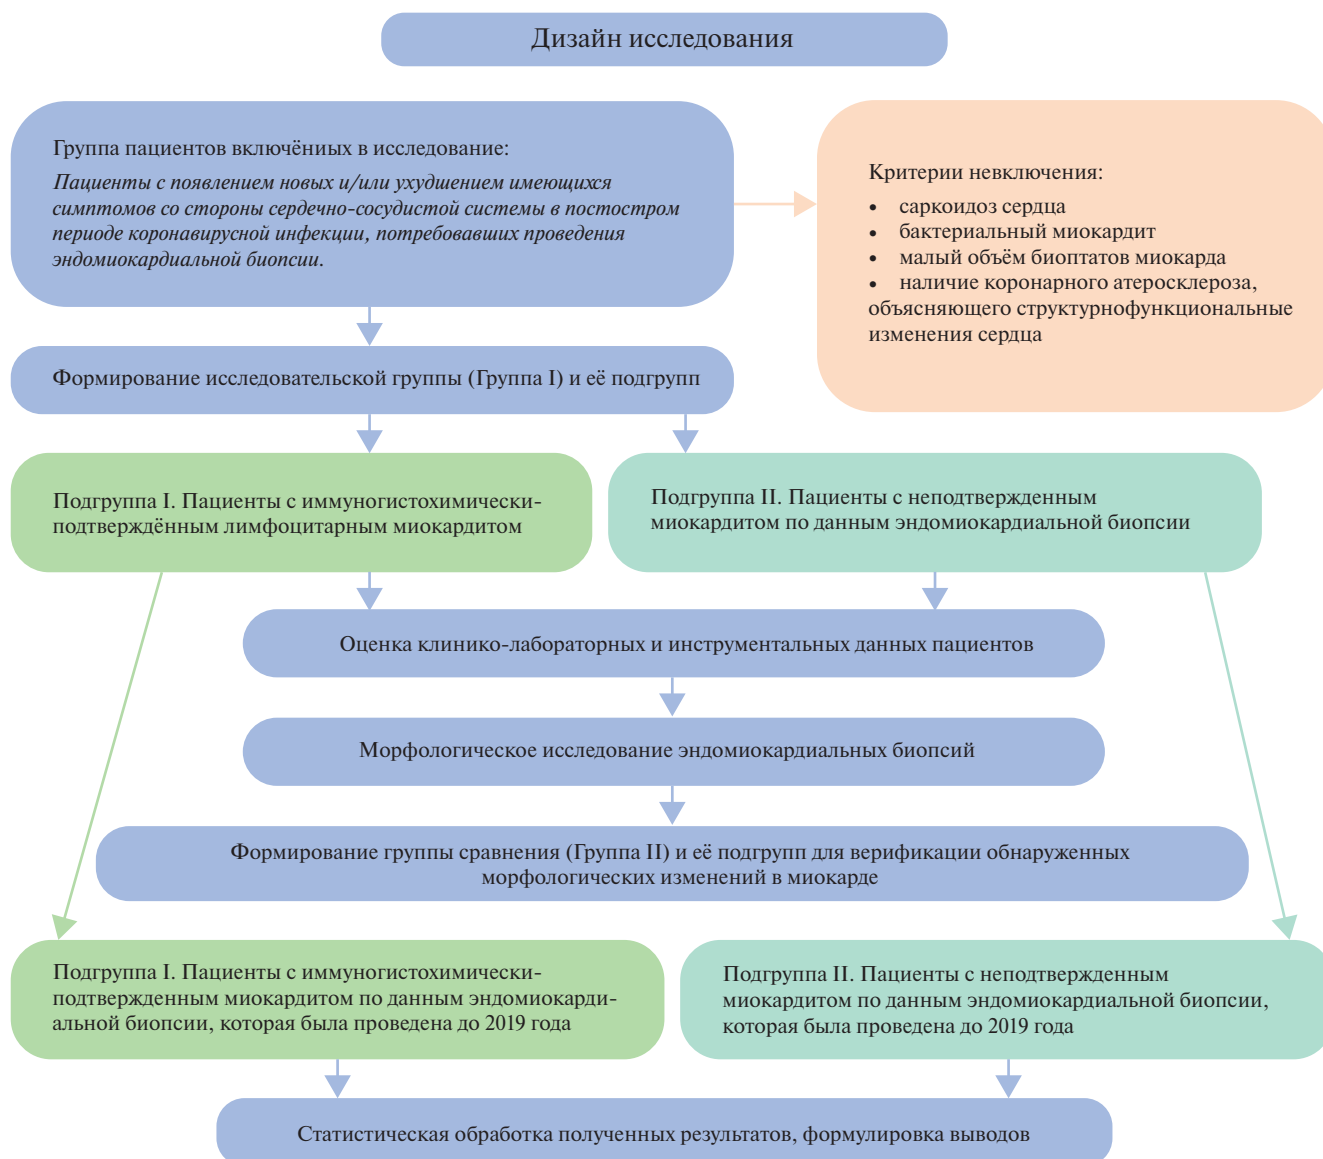 Дизайн исследования
Группа пациентов включённых в исследование:
Пациенты с появлением новых и/или ухудшением имеющихся
симптомов со стороны сердечно-сосудистой системы в постостром
периоде коронавирусной инфекции, потребовавших проведения
эндомиокардиальной биопсии.
Критерии невключения:
• саркоидоз сердца
• бактериальный миокардит
• малый объём биоптатов миокарда
• наличие коронарного атеросклероза,
объясняющего структурнофункциональные
изменения сердца
Формирование исследовательской группы (Группа I) и её подгрупп
Подгруппа I. Пациенты с иммуногистохимически-
подтверждённым лимфоцитарным миокардитом
Подгруппа II. Пациенты с неподтвержденным
миокардитом по данным эндомиокардиальной биопсии
Оценка клинико-лабораторных и инструментальных данных пациентов
Морфологическое исследование эндомиокардиальных биопсий
Формирование группы сравнения (Группа II) и её подгрупп для верификации обнаруженных
морфологических изменений в миокарде
Подгруппа I. Пациенты с иммуногистохимически-
подтвержденным миокардитом по данным эндомиокарди-
альной биопсии, которая была проведена до 2019 года
Подгруппа II. Пациенты с неподтвержденным
миокардитом по данным эндомиокардиальной биопсии,
которая была проведена до 2019 года
Статистическая обработка полученных результатов, формулировка выводов